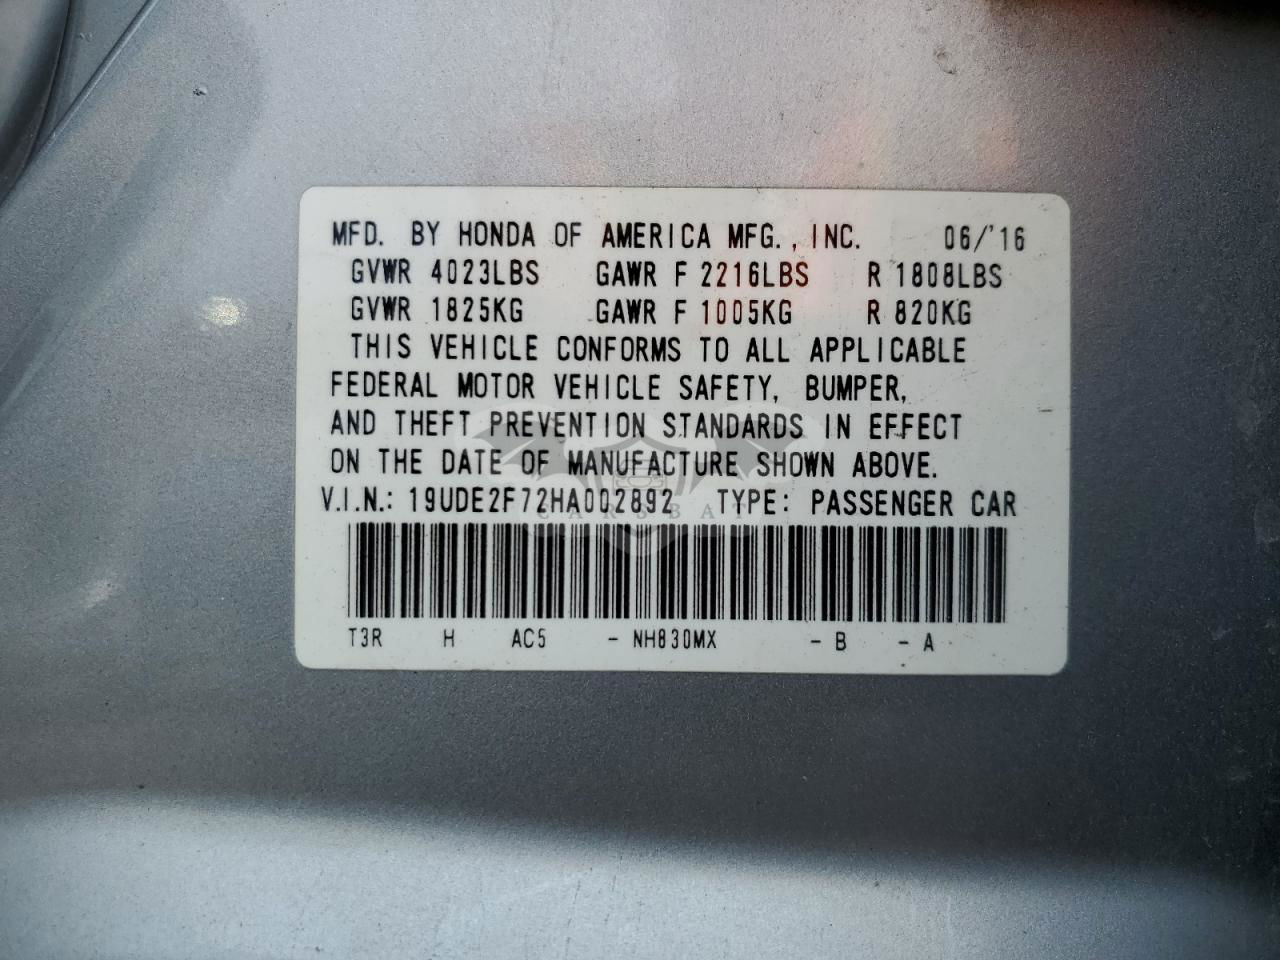 MFD. BY HONDA OF AMERICA MFG., INC. 06/'16
GVWR 4023LBS GAWR F 2216LBS R 1808LBS
GVWR 1825KG GAWR F 1005KG R 820KG
THIS VEHICLE CONFORMS TO ALL APPLICABLE
FEDERAL MOTOR VEHICLE SAFETY, BUMPER,
AND THEFT PREVENTION STANDARDS IN EFFECT
ON THE DATE OF MANUFACTURE SHOWN ABOVE.
V.I.N.: 19UDE2F72HA002892 TYPE: PASSENGER CAR
CARSBAT
T3R H AC5 - NH830MX - B - A